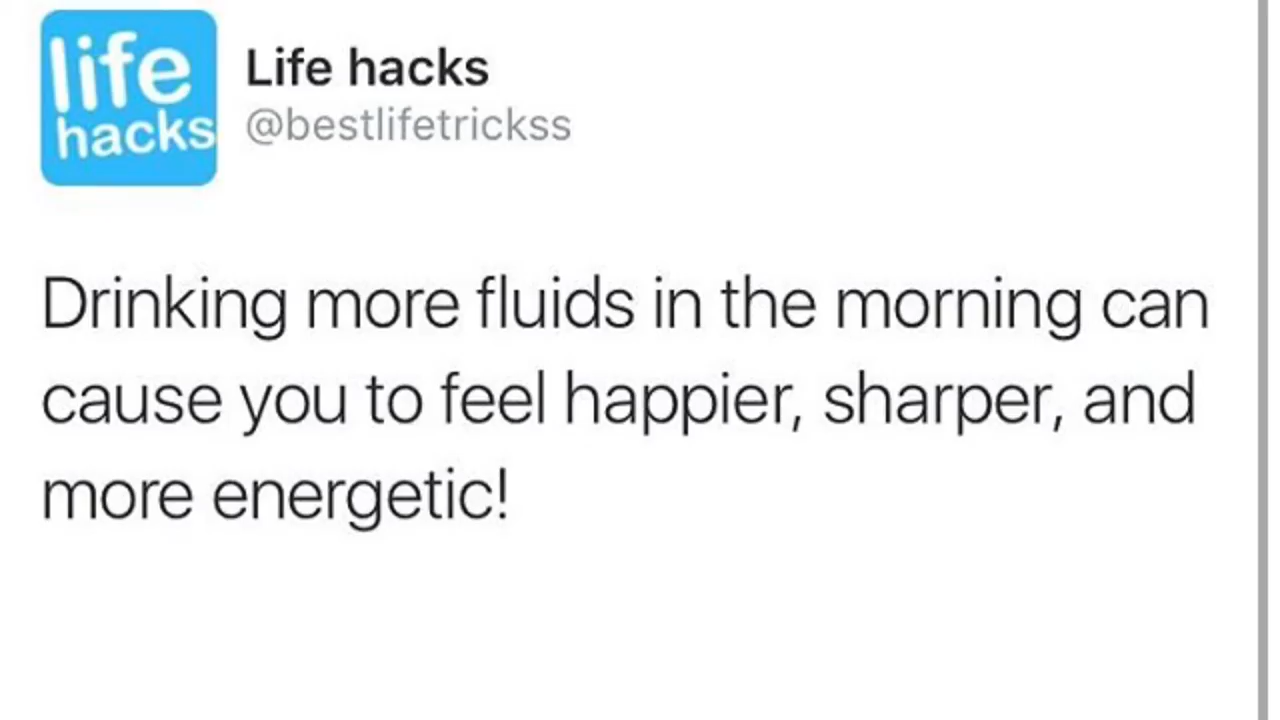 life
hacks
Life hacks
@bestlifetrickss
Drinking more fluids in the morning can
cause you to feel happier, sharper, and
more energetic!